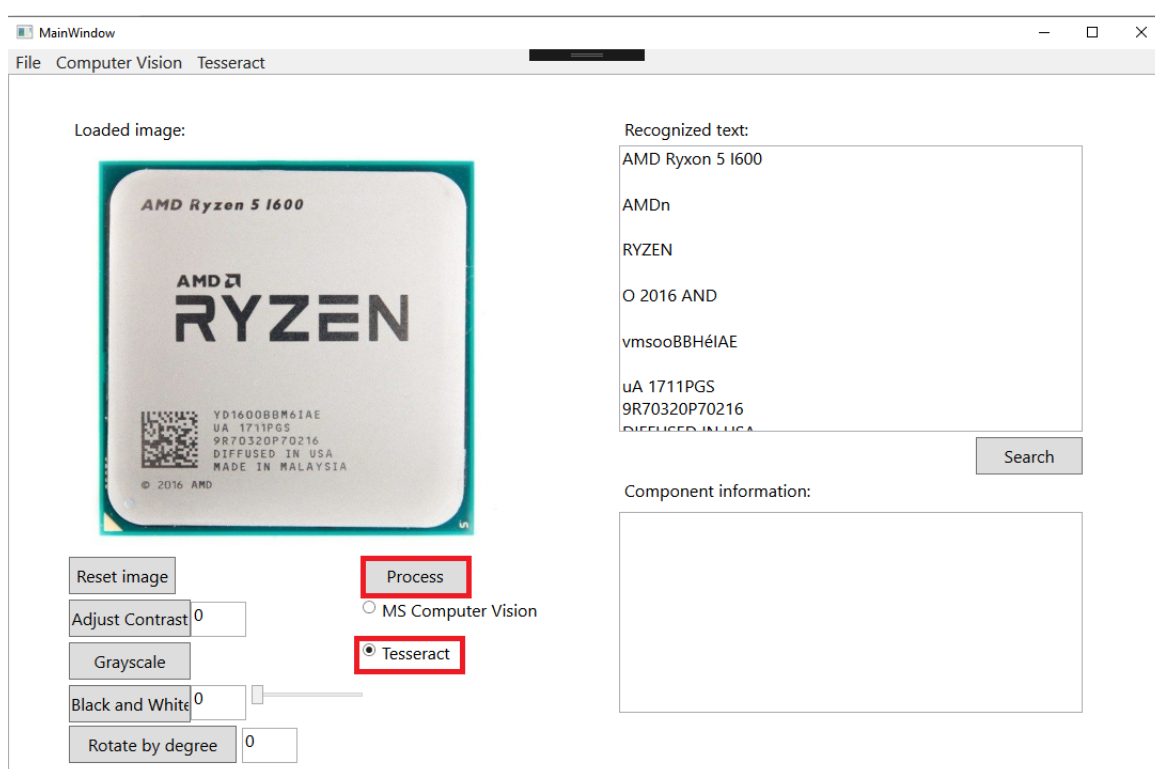 MainWindow
File Computer Vision Tesseract
Loaded image:
AMD Ryzen 5 1600
AMD
RYZEN
YD1600BBM6IAE
UA 1711PGS
9R70320P70216
DIFFUSED IN USA
MADE IN MALAYSIA
© 2016 AMD
Reset image
Process
Adjust Contrast 0
MS Computer Vision
Grayscale
Tesseract
Black and White 0
Rotate by degree 0
Recognized text:
AMD Ryxon 5 I600
AMDn
RYZEN
O 2016 AND
vmsooBBHéIAE
uA 1711PGS
9R70320P70216
DIFFUSED IN USA
Search
Component information: